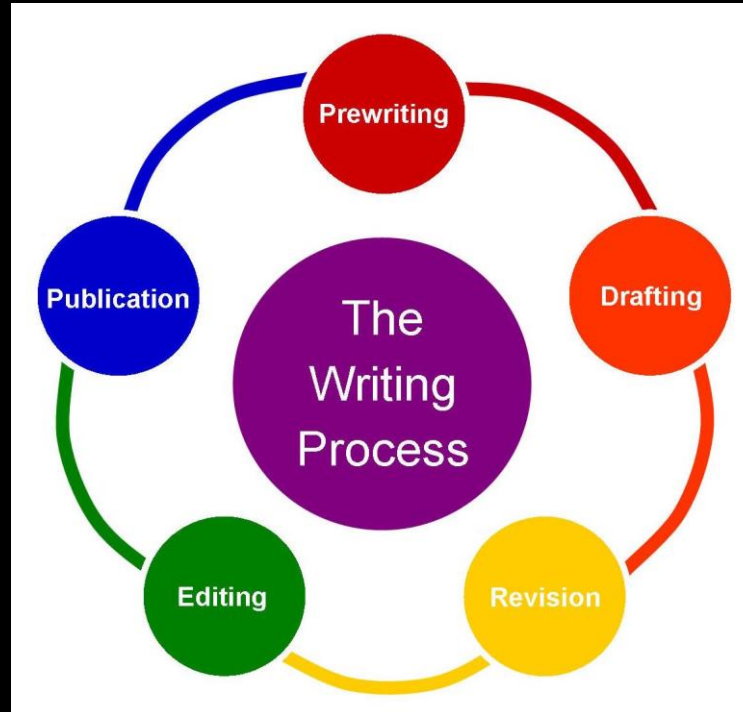 Prewriting
Drafting
Revision
Editing
Publication
The
Writing
Process